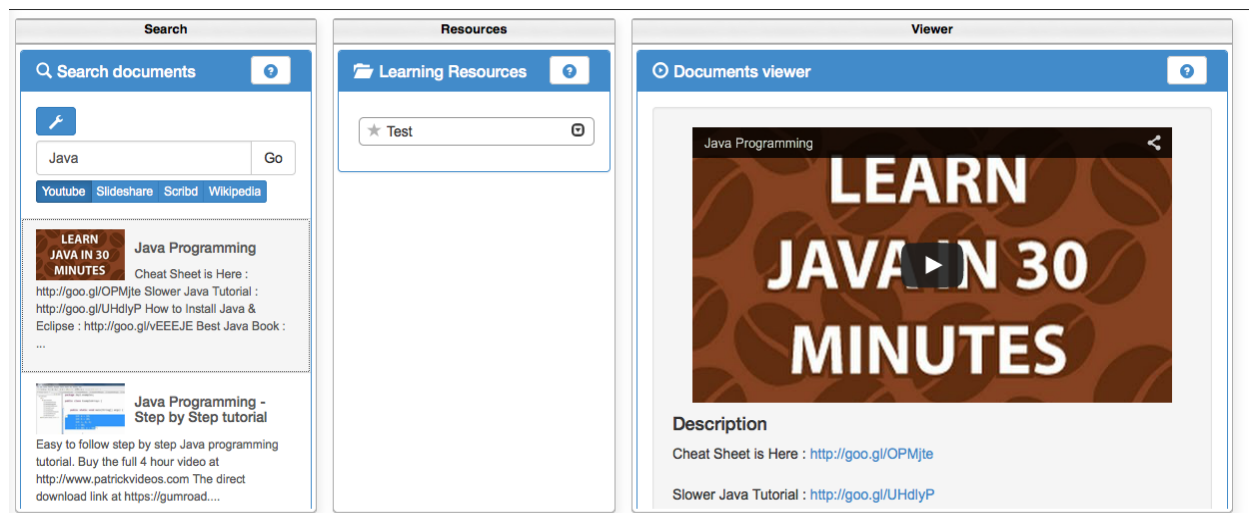 Search
Search documents
Java
Go
Youtube Slideshare Scribd Wikipedia
LEARN
JAVA IN 30
MINUTES
Java Programming
Cheat Sheet is Here :
http://goo.gl/OPMjte Slower Java Tutorial :
http://goo.gl/UHdlyP How to Install Java &
Eclipse : http://goo.gl/vEEEJE Best Java Book :
...
Java Programming -
Step by Step tutorial
Easy to follow step by step Java programming
tutorial. Buy the full 4 hour video at
http://www.patrickvideos.com The direct
download link at https://gumroad....
Resources
Learning Resources
Test
Viewer
Documents viewer
Java Programming
LEARN
JAVA IN 30
MINUTES
Description
Cheat Sheet is Here : http://goo.gl/OPMjte
Slower Java Tutorial : http://goo.gl/UHdlyP